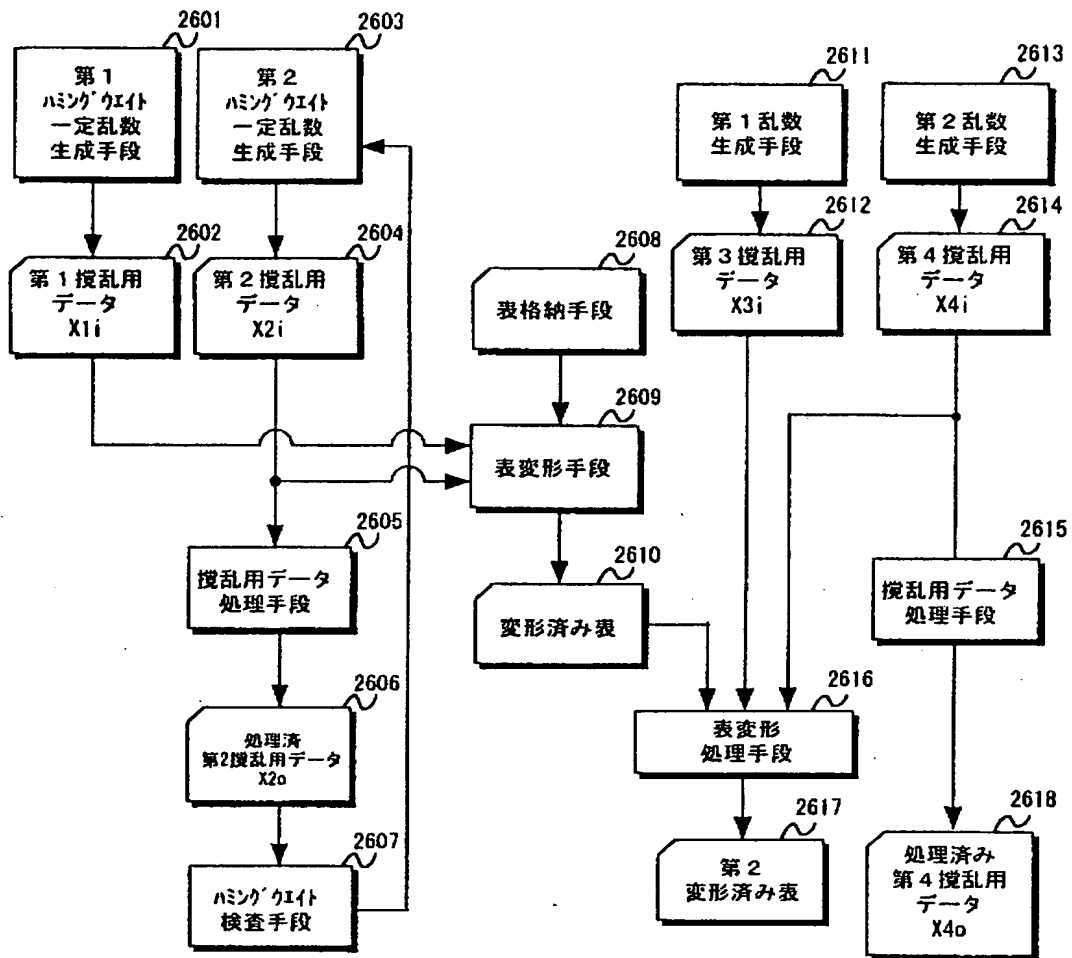 2601
第1
ﾊﾐﾝｸﾞｳｴｲﾄ
一定乱数
生成手段
2603
第2
ﾊﾐﾝｸﾞｳｴｲﾄ
一定乱数
生成手段
2611
第1乱数
生成手段
2613
第2乱数
生成手段
2602
第1撹乱用
データ
X1i
2604
第2撹乱用
データ
X2i
2608
表格納手段
2612
第3撹乱用
データ
X3i
2614
第4撹乱用
データ
X4i
2609
表変形手段
2605
撹乱用データ
処理手段
2610
変形済み表
2615
撹乱用データ
処理手段
2606
処理済
第2撹乱用データ
X2o
2616
表変形
処理手段
2607
ﾊﾐﾝｸﾞｳｴｲﾄ
検査手段
2617
第2
変形済み表
2618
処理済み
第4撹乱用
データ
X4o